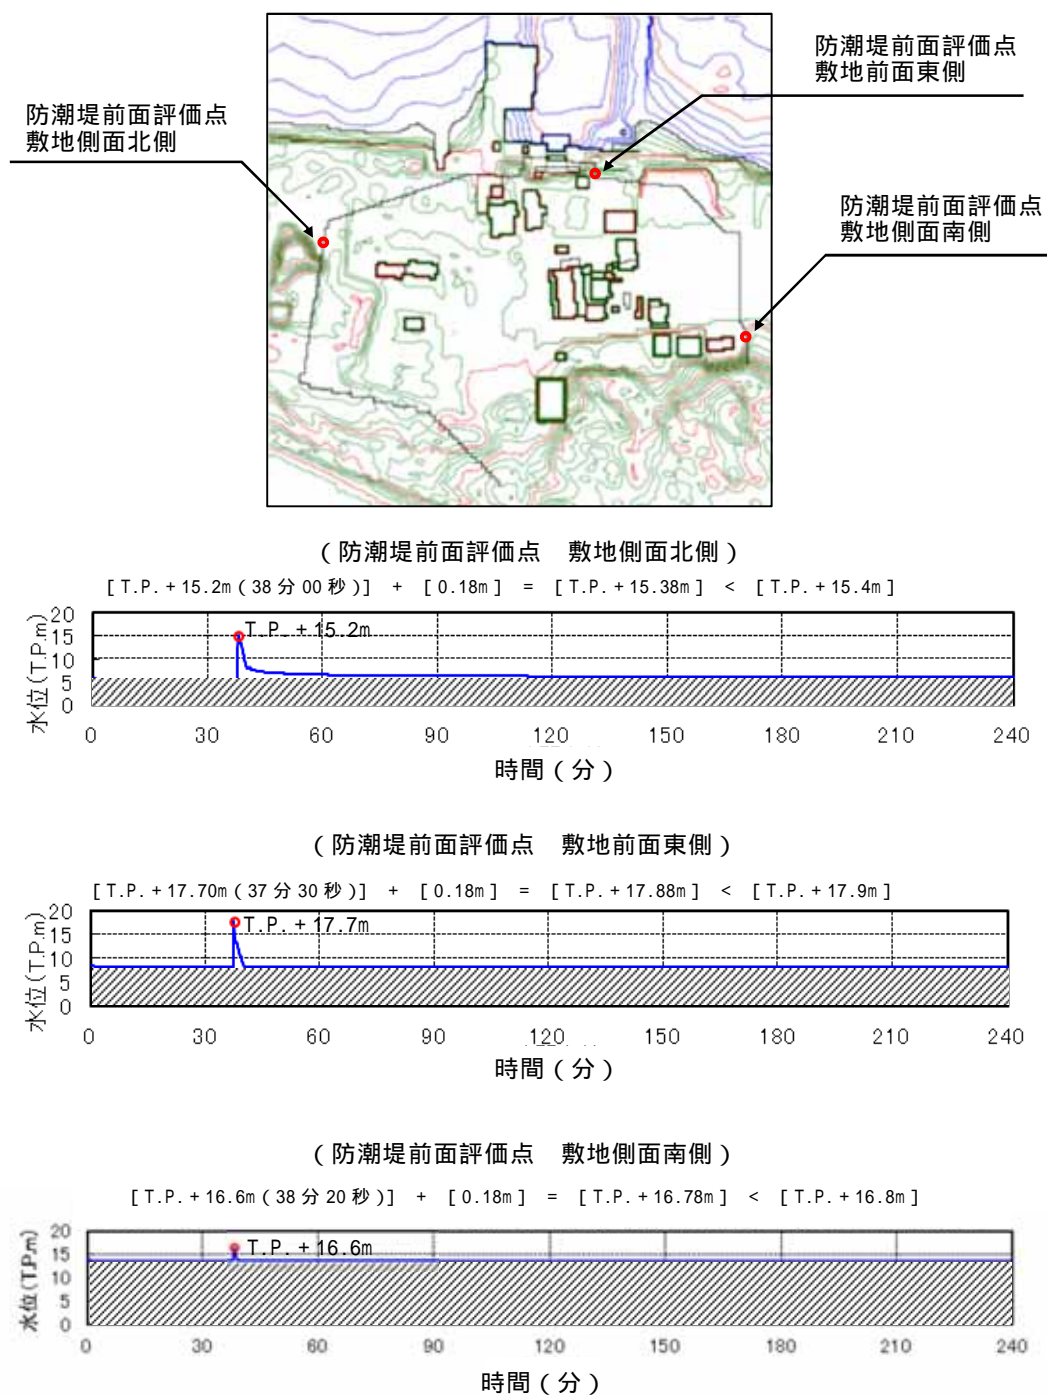 防潮堤前面評価点
敷地前面東側
防潮堤前面評価点
敷地側面北側
防潮堤前面評価点
敷地側面南側
(防潮堤前面評価点　敷地側面北側)
[T.P.+15.2m(38分00秒)] + [0.18m] = [T.P.+15.38m] < [T.P.+15.4m]
水位(T.P.m)
20
15
10
5
0
T.P.+15.2m
0 30 60 90 120 150 180 210 240
時間(分)
(防潮堤前面評価点　敷地前面東側)
[T.P.+17.70m(37分30秒)] + [0.18m] = [T.P.+17.88m] < [T.P.+17.9m]
水位(T.P.m)
20
15
10
5
0
T.P.+17.7m
0 30 60 90 120 150 180 210 240
時間(分)
(防潮堤前面評価点　敷地側面南側)
[T.P.+16.6m(38分20秒)] + [0.18m] = [T.P.+16.78m] < [T.P.+16.8m]
水位(T.P.m)
20
15
10
5
0
T.P.+16.6m
0 30 60 90 120 150 180 210 240
時間(分)